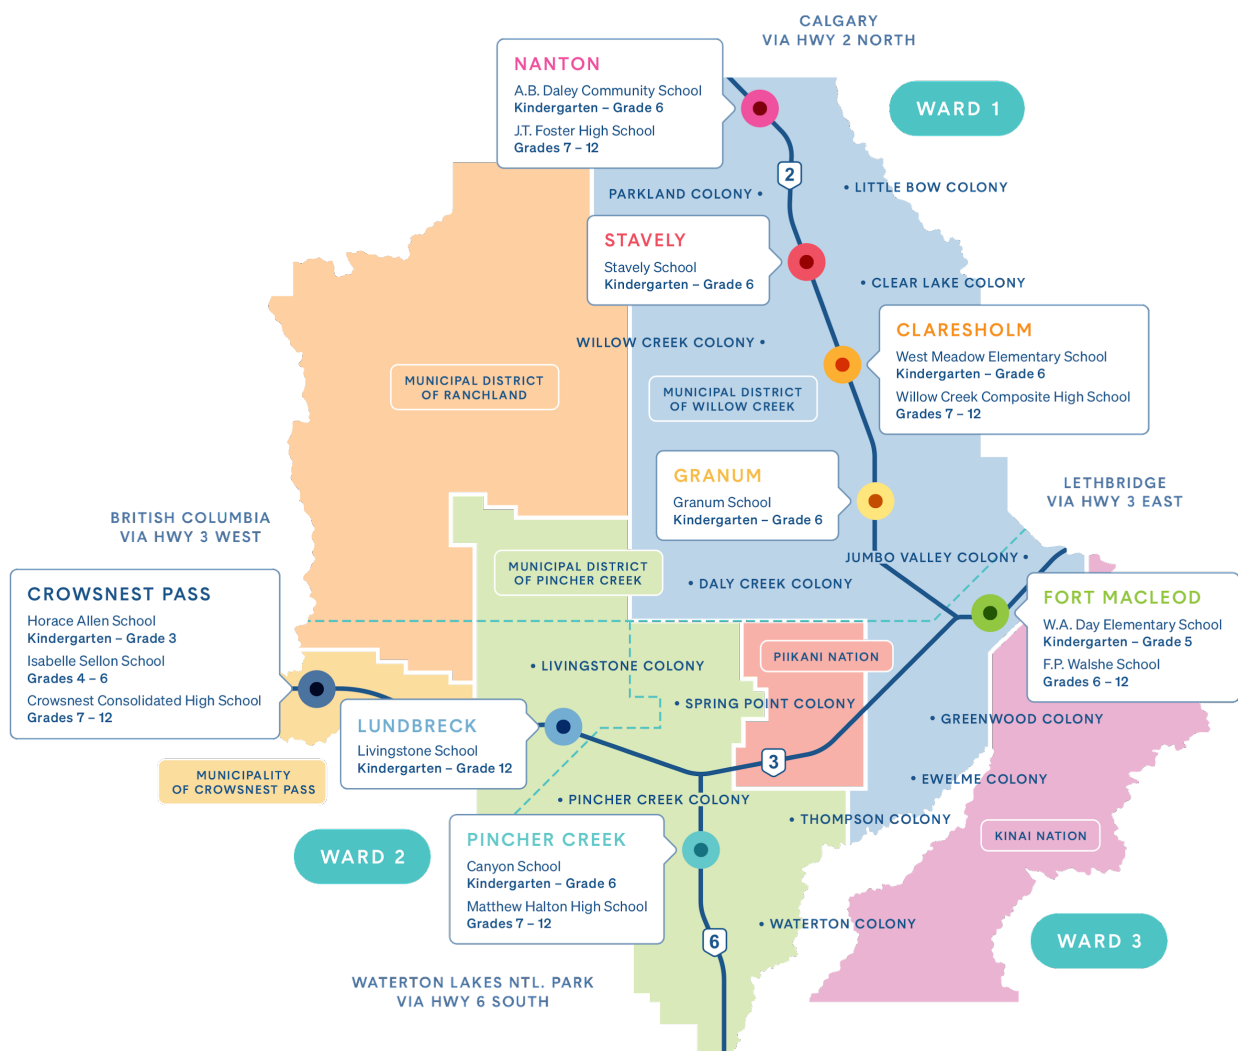 CALGARY
VIA HWY 2 NORTH
NANTON
A.B. Daley Community School
Kindergarten – Grade 6
J.T. Foster High School
Grades 7 – 12
WARD 1
2
PARKLAND COLONY
LITTLE BOW COLONY
STAVELY
Stavely School
Kindergarten – Grade 6
CLEAR LAKE COLONY
CLARESHOLM
West Meadow Elementary School
Kindergarten – Grade 6
Willow Creek Composite High School
Grades 7 – 12
WILLOW CREEK COLONY
MUNICIPAL DISTRICT
OF RANCHLAND
MUNICIPAL DISTRICT
OF WILLOW CREEK
GRANUM
Granum School
Kindergarten – Grade 6
LETHBRIDGE
VIA HWY 3 EAST
BRITISH COLUMBIA
VIA HWY 3 WEST
JUMBO VALLEY COLONY
MUNICIPAL DISTRICT
OF PINCHER CREEK
DALY CREEK COLONY
CROWSNEST PASS
Horace Allen School
Kindergarten – Grade 3
Isabelle Sellon School
Grades 4 – 6
Crowsnest Consolidated High School
Grades 7 – 12
FORT MACLEOD
W.A. Day Elementary School
Kindergarten – Grade 5
F.P. Walshe School
Grades 6 – 12
PIIKANI NATION
LIVINGSTONE COLONY
SPRING POINT COLONY
GREENWOOD COLONY
LUNDBRECK
Livingstone School
Kindergarten – Grade 12
3
MUNICIPALITY
OF CROWSNEST PASS
EWELME COLONY
PINCHER CREEK COLONY
THOMPSON COLONY
KINAI NATION
WARD 2
PINCHER CREEK
Canyon School
Kindergarten – Grade 6
Matthew Halton High School
Grades 7 – 12
WATERTON COLONY
6
WARD 3
WATERTON LAKES NTL. PARK
VIA HWY 6 SOUTH